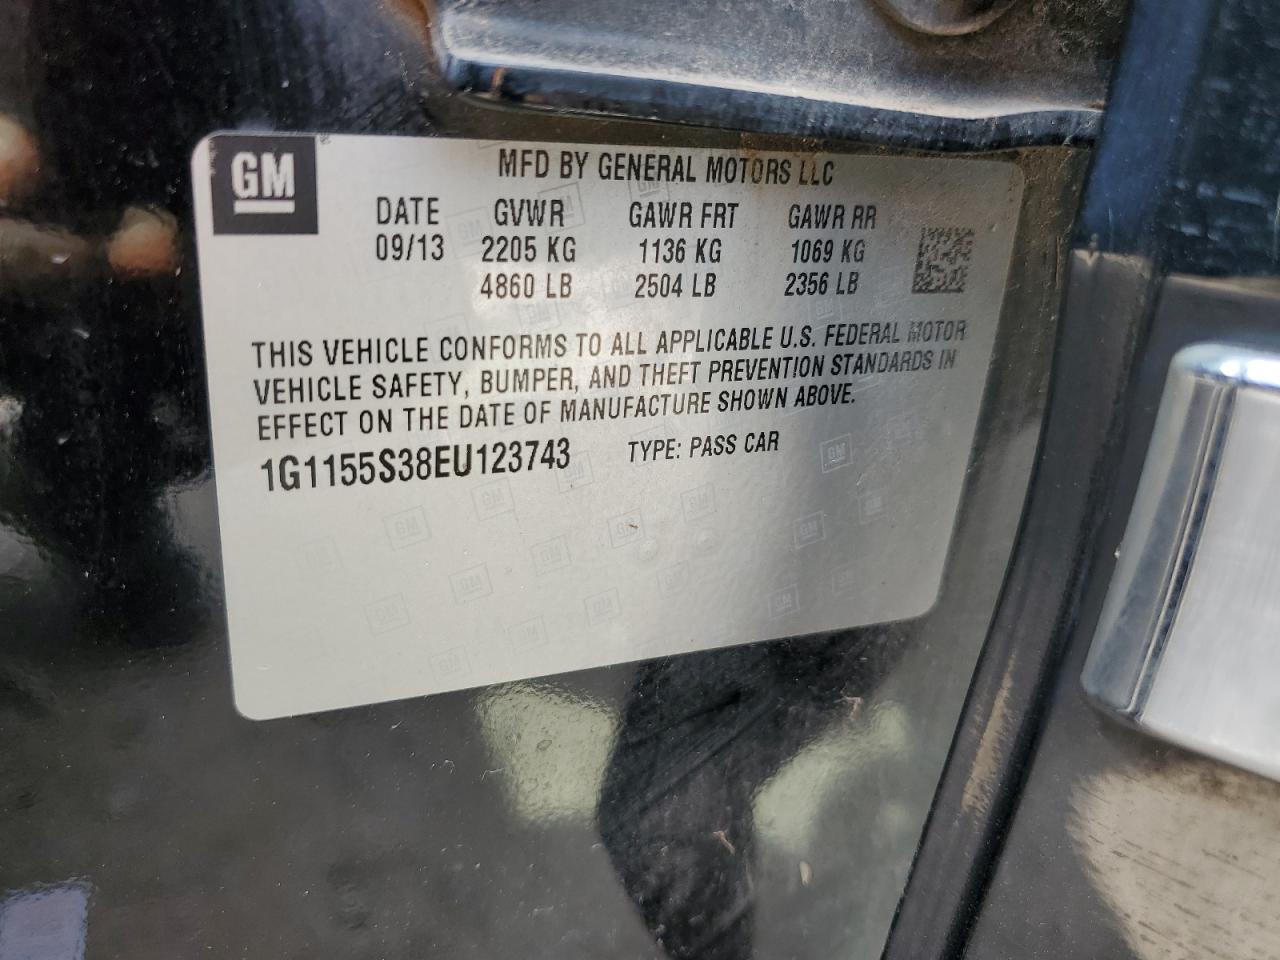 GM
MFD BY GENERAL MOTORS LLC
DATE GVWR GAWR FRT GAWR RR
09/13 2205 KG 1136 KG 1069 KG
4860 LB 2504 LB 2356 LB
THIS VEHICLE CONFORMS TO ALL APPLICABLE U.S. FEDERAL MOTOR
VEHICLE SAFETY, BUMPER, AND THEFT PREVENTION STANDARDS IN
EFFECT ON THE DATE OF MANUFACTURE SHOWN ABOVE.
1G1155S38EU123743 TYPE: PASS CAR